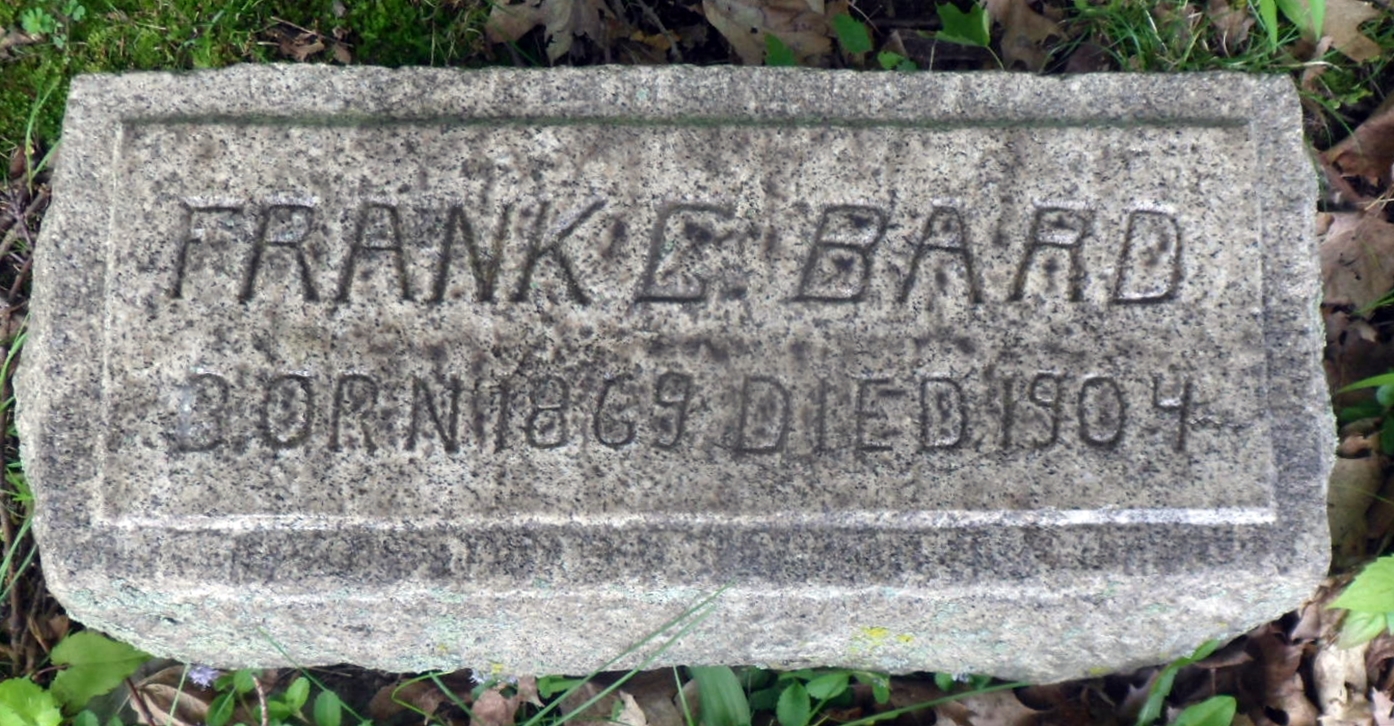 FRANK E. BARD
BORN 1869 DIED 1904